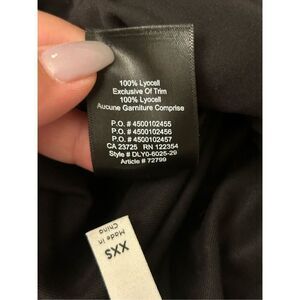 100% Lyocell
Exclusive Of Trim
100% Lyocell
Aucune Garniture Comprise
P.O. # 4500102455
P.O. # 4500102456
P.O. # 4500102457
CA 23725 RN 122354
Style # DLY0-6025-29
Article # 72799
XXS
Made in
China